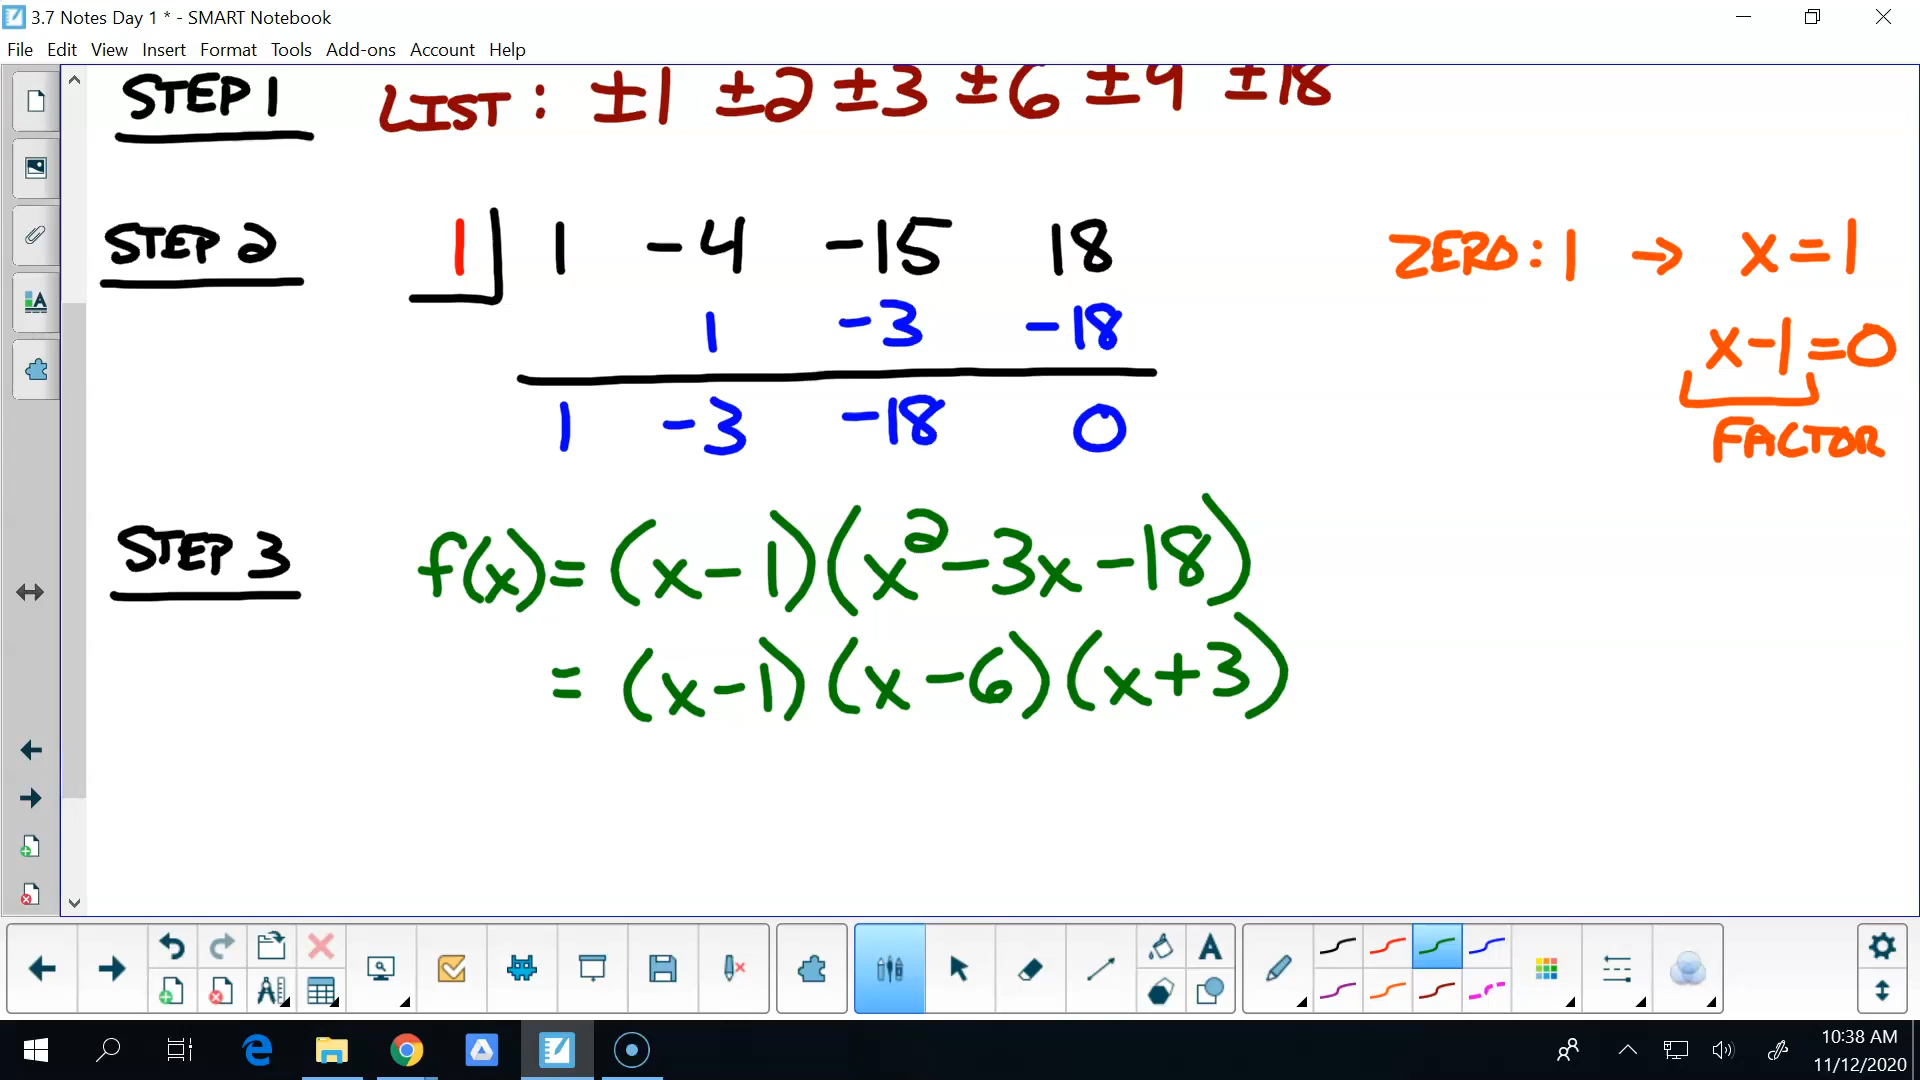 3.7 Notes Day 1 * - SMART Notebook
File Edit View Insert Format Tools Add-ons Account Help
STEP 1 LIST: ±1 ±2 ±3 ±6 ±9 ±18
STEP 2 1 1 -4 -15 18 ZERO: 1 → x=1
1 -3 -18 x-1=0
1 -3 -18 0 FACTOR
STEP 3 f(x)= (x-1)(x²-3x-18)
= (x-1)(x-6)(x+3)
10:38 AM
11/12/2020